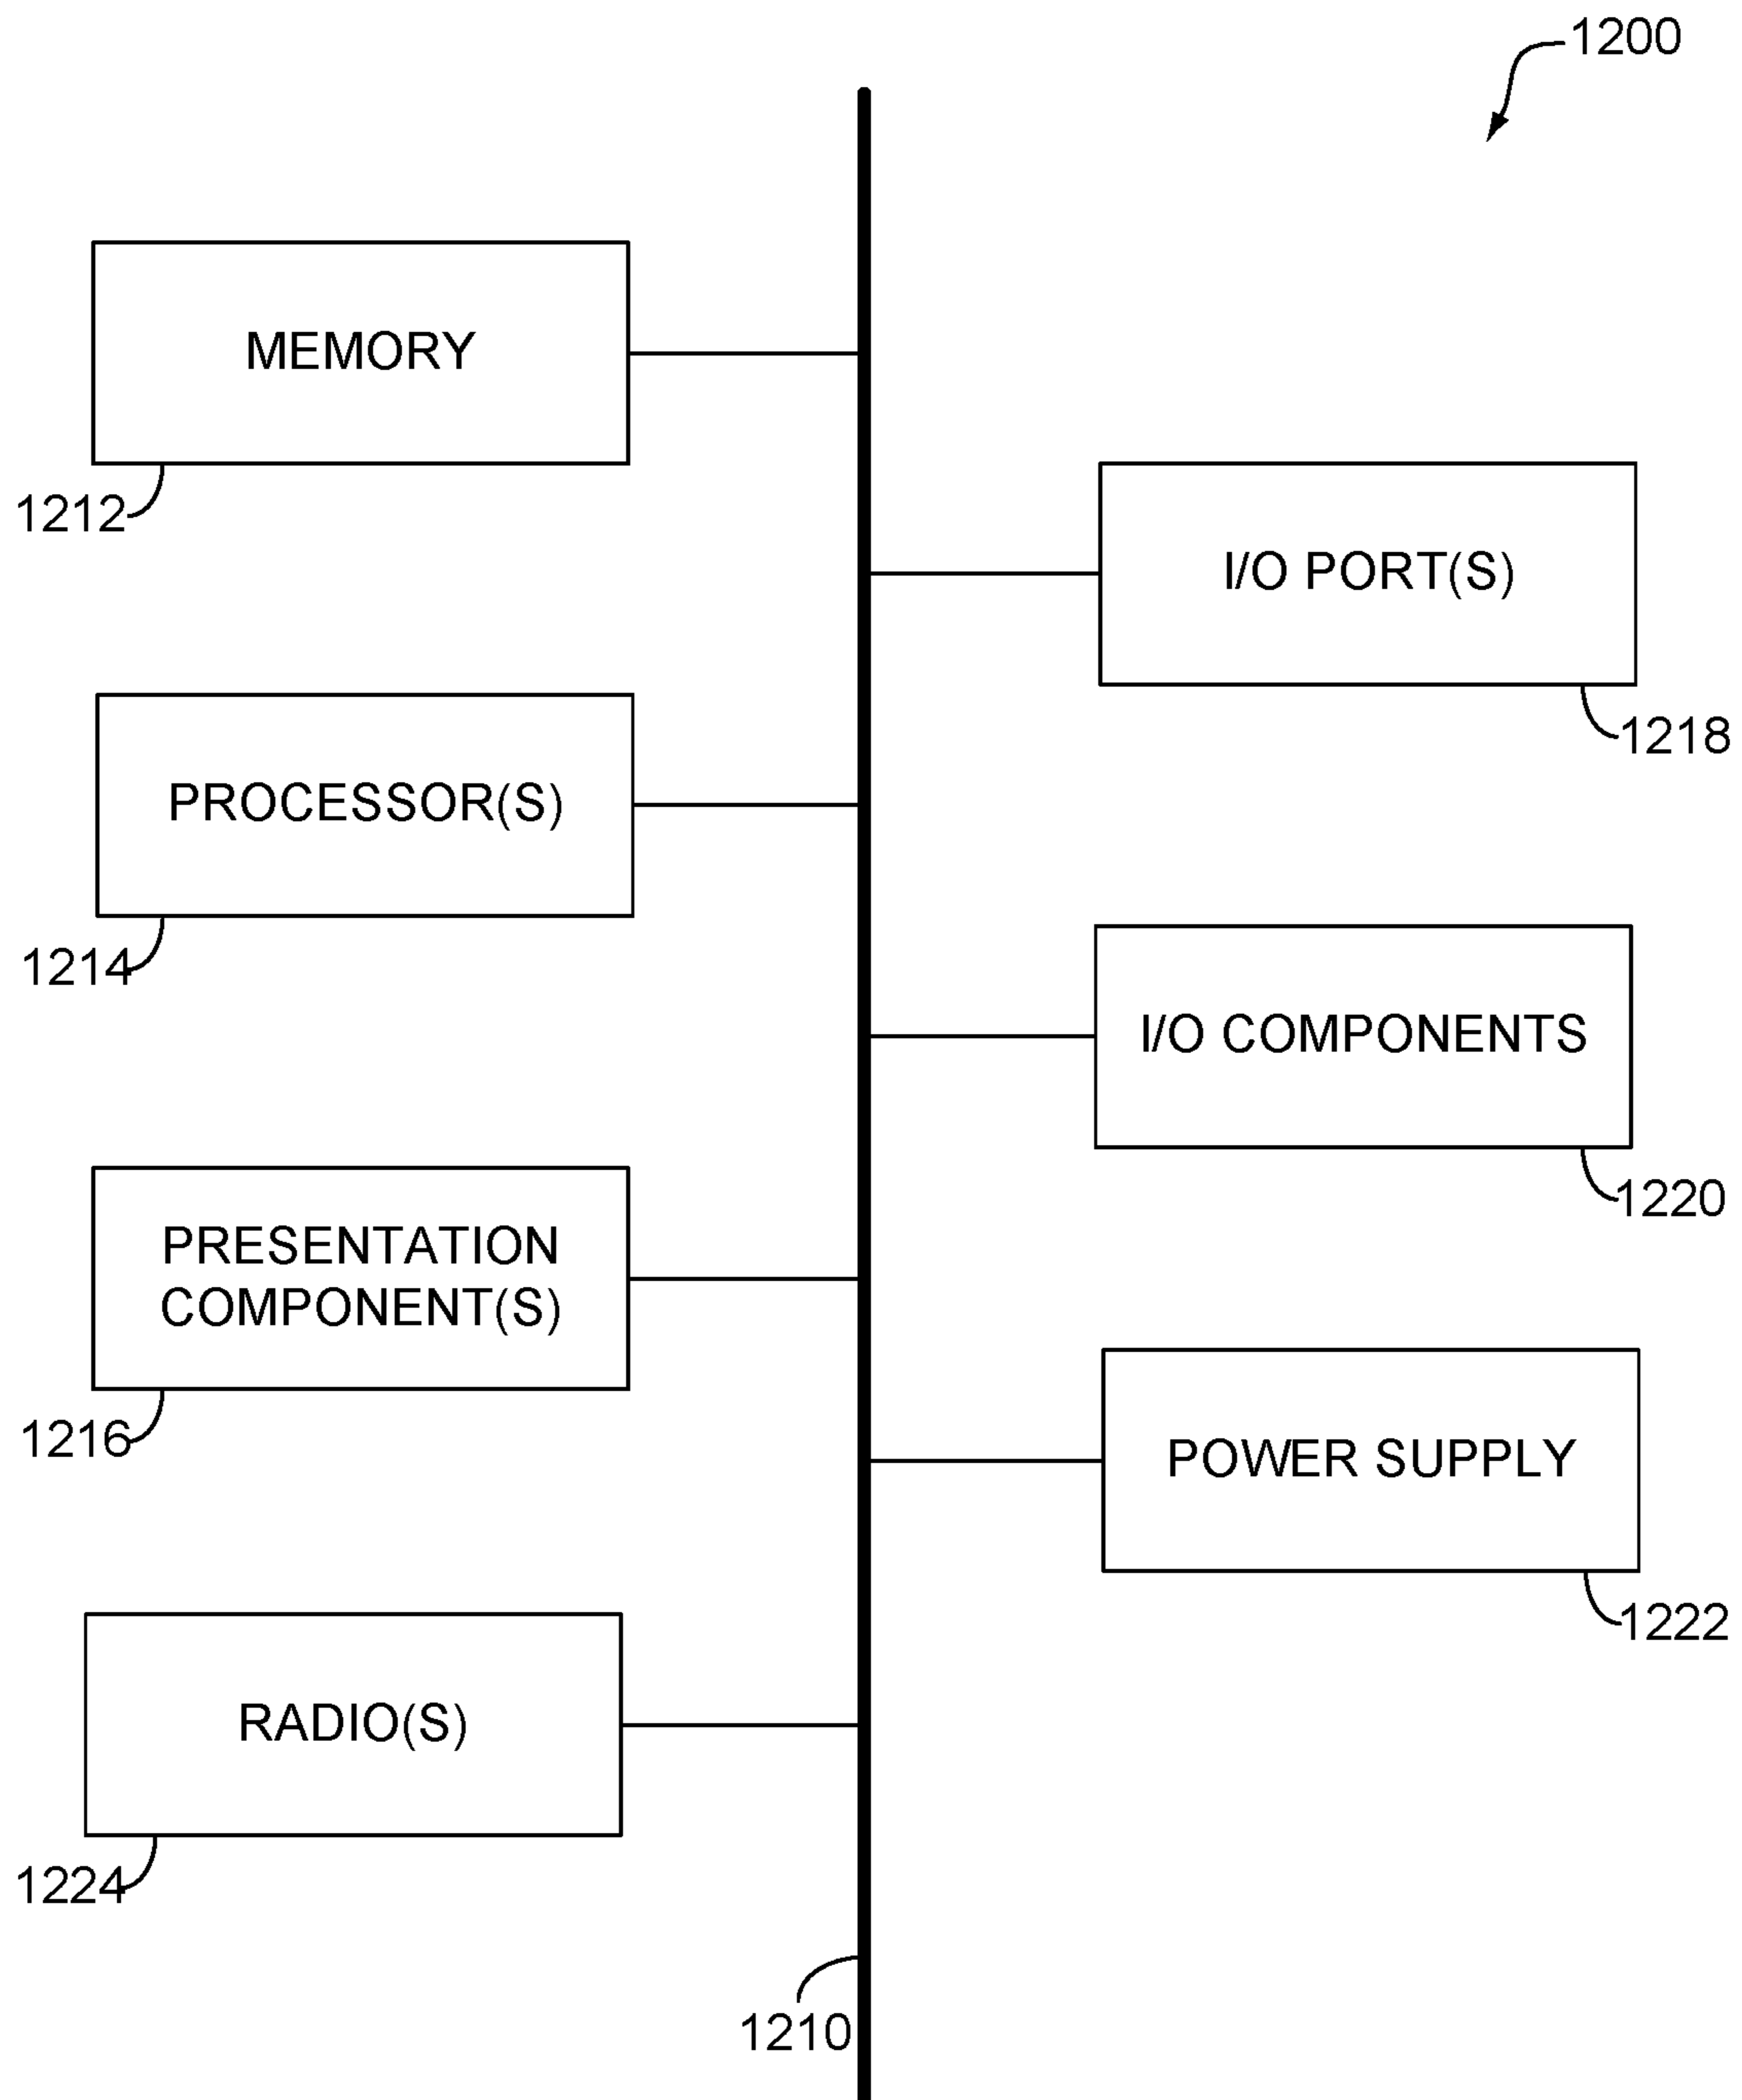 1200
MEMORY
1212
I/O PORT(S)
1218
PROCESSOR(S)
1214
I/O COMPONENTS
1220
PRESENTATION
COMPONENT(S)
1216
POWER SUPPLY
1222
RADIO(S)
1224
1210